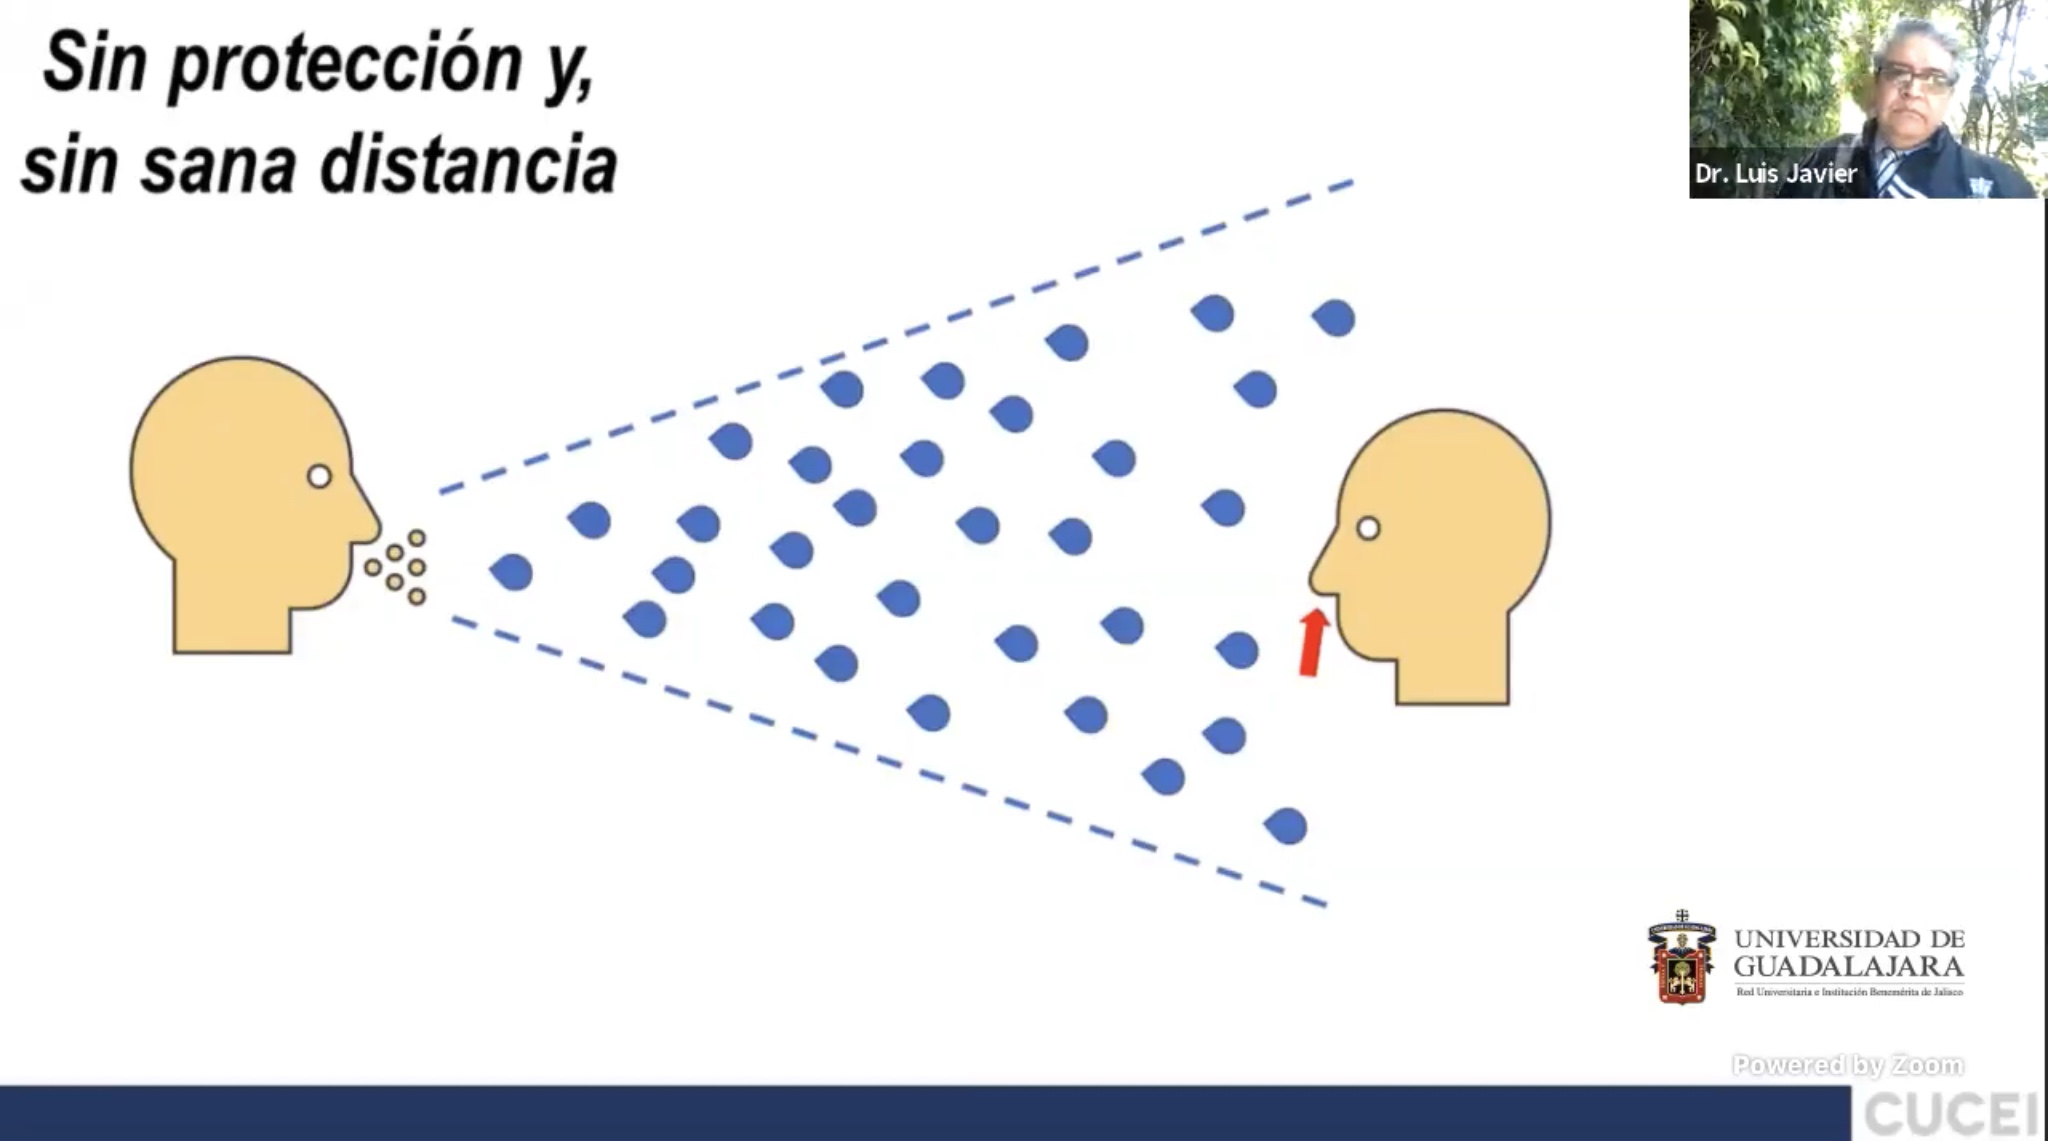 Sin protección y,
sin sana distancia
Dr. Luis Javier
UNIVERSIDAD DE
GUADALAJARA
Red Universitaria e Institución Benemérita de Jalisco
Powered by Zoom
CUCEI